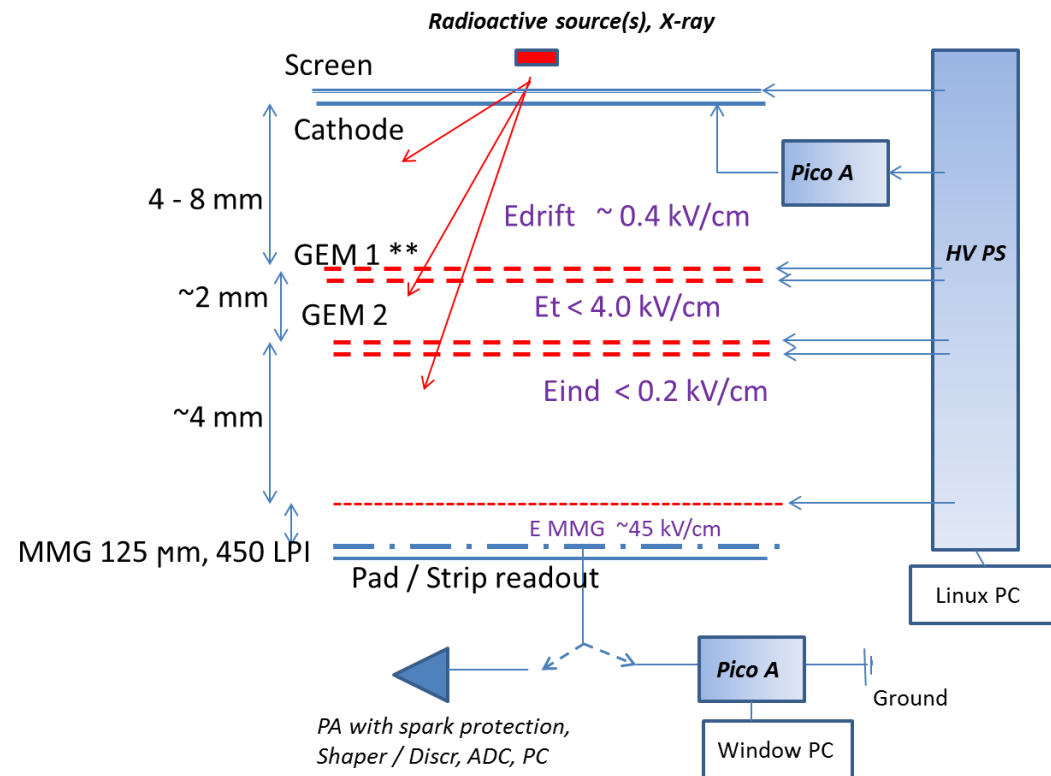 Radioactive source(s), X-ray
Screen
Cathode
Pico A
4 - 8 mm
Edrift ~ 0.4 kV/cm
HV PS
GEM 1 **
~2 mm
Et < 4.0 kV/cm
GEM 2
Eind < 0.2 kV/cm
~4 mm
E MMG ~45 kV/cm
MMG 125 μm, 450 LPI
Pad / Strip readout
Linux PC
Pico A
Ground
PA with spark protection,
Shaper / Discr, ADC, PC
Window PC